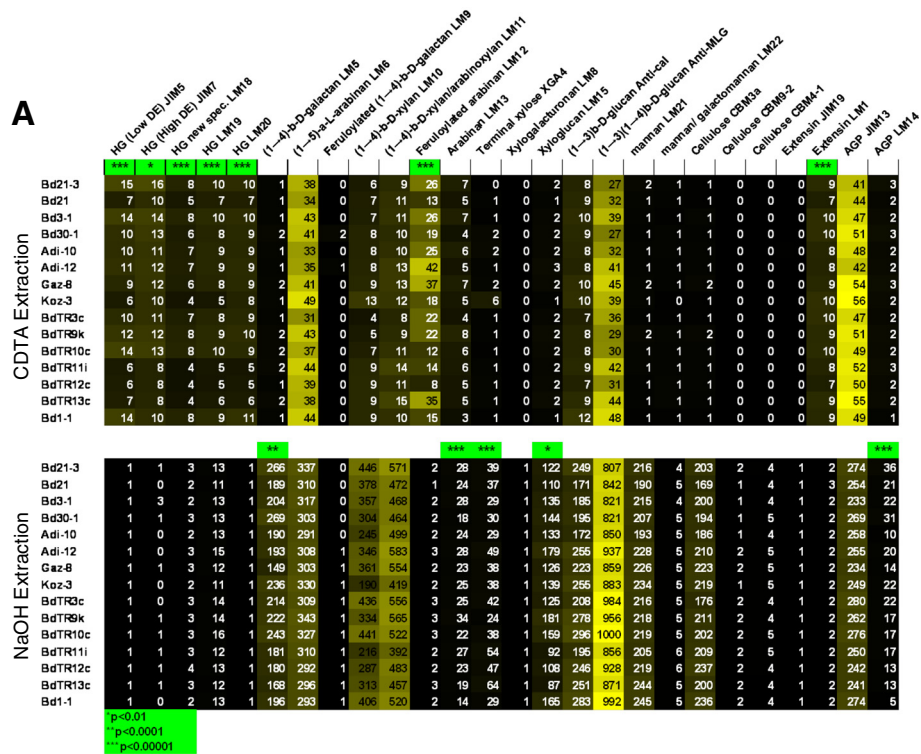 A
HG (Low DE) JIM5
HG (High DE) JIM7
HG new spec. LM18
HG LM19
HG LM20
(1—4)-b-D-galactan LM5
(1—5)-a-L-arabinan LM6
Feruloylated (1—4)-b-D-galactan LM9
(1—4)-b-D-xylan LM10
(1—4)-b-D-xylan/arabinoxylan LM11
Feruloylated arabinan LM12
Arabinan LM13
Terminal xylose XGA4
Xylogalacturonan LM8
Xyloglucan LM15
(1—3)b-D-glucan Anti-cal
(1—3)(1—4)b-D-glucan Anti-MLG
mannan LM21
mannan/ galactomannan LM22
Cellulose CBM3a
Cellulose CBM9-2
Cellulose CBM4-1
Extensin JIM19
Extensin LM1
AGP JIM13
AGP LM14
*** * *** *** *** *** ***
CDTA Extraction
Bd21-3 15 16 8 10 10 1 38 0 6 9 26 7 0 0 2 8 27 2 1 1 0 0 0 9 41 3
Bd21 7 10 5 7 7 1 34 0 7 11 13 5 1 0 1 9 32 1 1 1 0 0 0 7 44 2
Bd3-1 14 14 8 10 10 1 43 0 7 11 26 7 1 0 2 10 39 1 1 1 0 0 0 10 47 2
Bd30-1 10 13 6 8 9 2 41 2 8 9 19 4 2 0 2 9 27 1 1 1 0 0 0 10 51 3
Adi-10 10 11 7 9 9 1 33 0 8 10 25 6 2 0 2 8 32 1 1 1 0 0 0 8 48 2
Adi-12 11 12 7 9 9 1 35 1 8 13 42 5 1 0 3 8 41 1 1 1 0 0 0 8 42 2
Gaz-8 9 12 6 8 9 2 41 0 9 13 37 7 2 0 2 10 45 2 1 2 0 0 0 9 54 3
Koz-3 6 10 4 5 8 1 49 0 13 12 18 5 6 0 1 10 39 1 0 1 0 0 0 10 56 2
BdTR3c 10 11 7 8 9 1 31 0 4 8 22 4 1 0 2 9 36 1 1 1 0 0 0 10 47 2
BdTR9k 12 12 8 9 10 2 43 0 5 9 22 8 1 0 2 8 29 2 1 2 0 0 0 9 51 2
BdTR10c 14 13 8 10 9 2 37 0 7 11 12 6 1 0 2 8 30 1 1 1 0 0 0 10 49 2
BdTR11i 6 8 4 5 5 2 44 0 9 14 14 6 1 0 1 9 42 1 1 1 0 0 0 8 52 3
BdTR12c 6 8 4 5 5 1 39 0 9 11 8 5 1 0 1 7 31 1 1 1 0 0 0 7 50 2
BdTR13c 7 8 4 6 6 2 38 0 9 15 35 5 1 0 2 9 44 1 1 1 0 0 0 8 55 2
Bd1-1 14 10 8 9 11 1 44 0 9 10 15 3 1 0 2 12 48 1 1 1 0 0 0 9 49 1
** *** *** * ***
NaOH Extraction
Bd21-3 1 1 3 13 1 266 337 0 446 571 2 28 39 1 122 249 807 216 4 203 2 4 1 2 274 36
Bd21 1 0 2 11 1 189 310 0 378 472 1 24 37 1 110 171 842 190 5 169 1 4 1 3 254 21
Bd3-1 1 3 2 13 1 204 317 0 357 468 2 28 29 1 135 185 821 215 4 200 1 4 1 2 233 22
Bd30-1 1 1 3 12 1 269 303 0 304 464 2 18 30 1 144 195 821 207 5 194 1 4 1 2 269 31
Adi-10 1 0 2 13 1 190 291 0 245 499 2 24 24 1 133 172 850 193 5 186 1 4 1 2 258 10
Adi-12 1 1 2 15 1 193 308 1 346 583 3 28 49 1 179 255 937 228 5 210 2 5 1 2 255 20
Gaz-8 1 1 3 12 1 149 303 1 361 554 2 23 38 1 126 223 859 226 5 223 2 5 1 2 234 14
Koz-3 1 0 2 11 1 236 330 1 190 419 2 25 38 1 139 255 883 234 5 219 1 5 1 2 249 22
BdTR3c 1 0 3 14 1 214 309 1 436 556 3 25 42 1 125 208 984 226 5 176 2 4 1 2 280 22
BdTR9k 1 1 3 14 1 222 343 1 334 565 3 34 24 1 181 278 956 218 5 211 2 4 1 2 262 17
BdTR10c 1 1 3 16 1 243 327 1 441 522 3 22 38 1 159 296 1000 219 5 202 2 5 1 2 276 17
BdTR11i 1 1 3 12 1 181 310 1 216 392 2 27 54 1 92 195 856 206 6 209 2 5 1 2 250 17
BdTR12c 1 1 4 13 1 180 292 1 287 483 2 23 47 1 108 246 928 219 6 237 2 4 1 2 242 13
BdTR13c 1 1 3 12 1 168 296 1 313 457 3 19 64 1 87 251 871 244 5 200 2 4 1 2 241 13
Bd1-1 1 0 2 13 1 196 293 1 406 520 2 14 29 1 165 283 992 245 5 236 2 4 1 2 274 5
*p<0.01
**p<0.0001
***p<0.00001